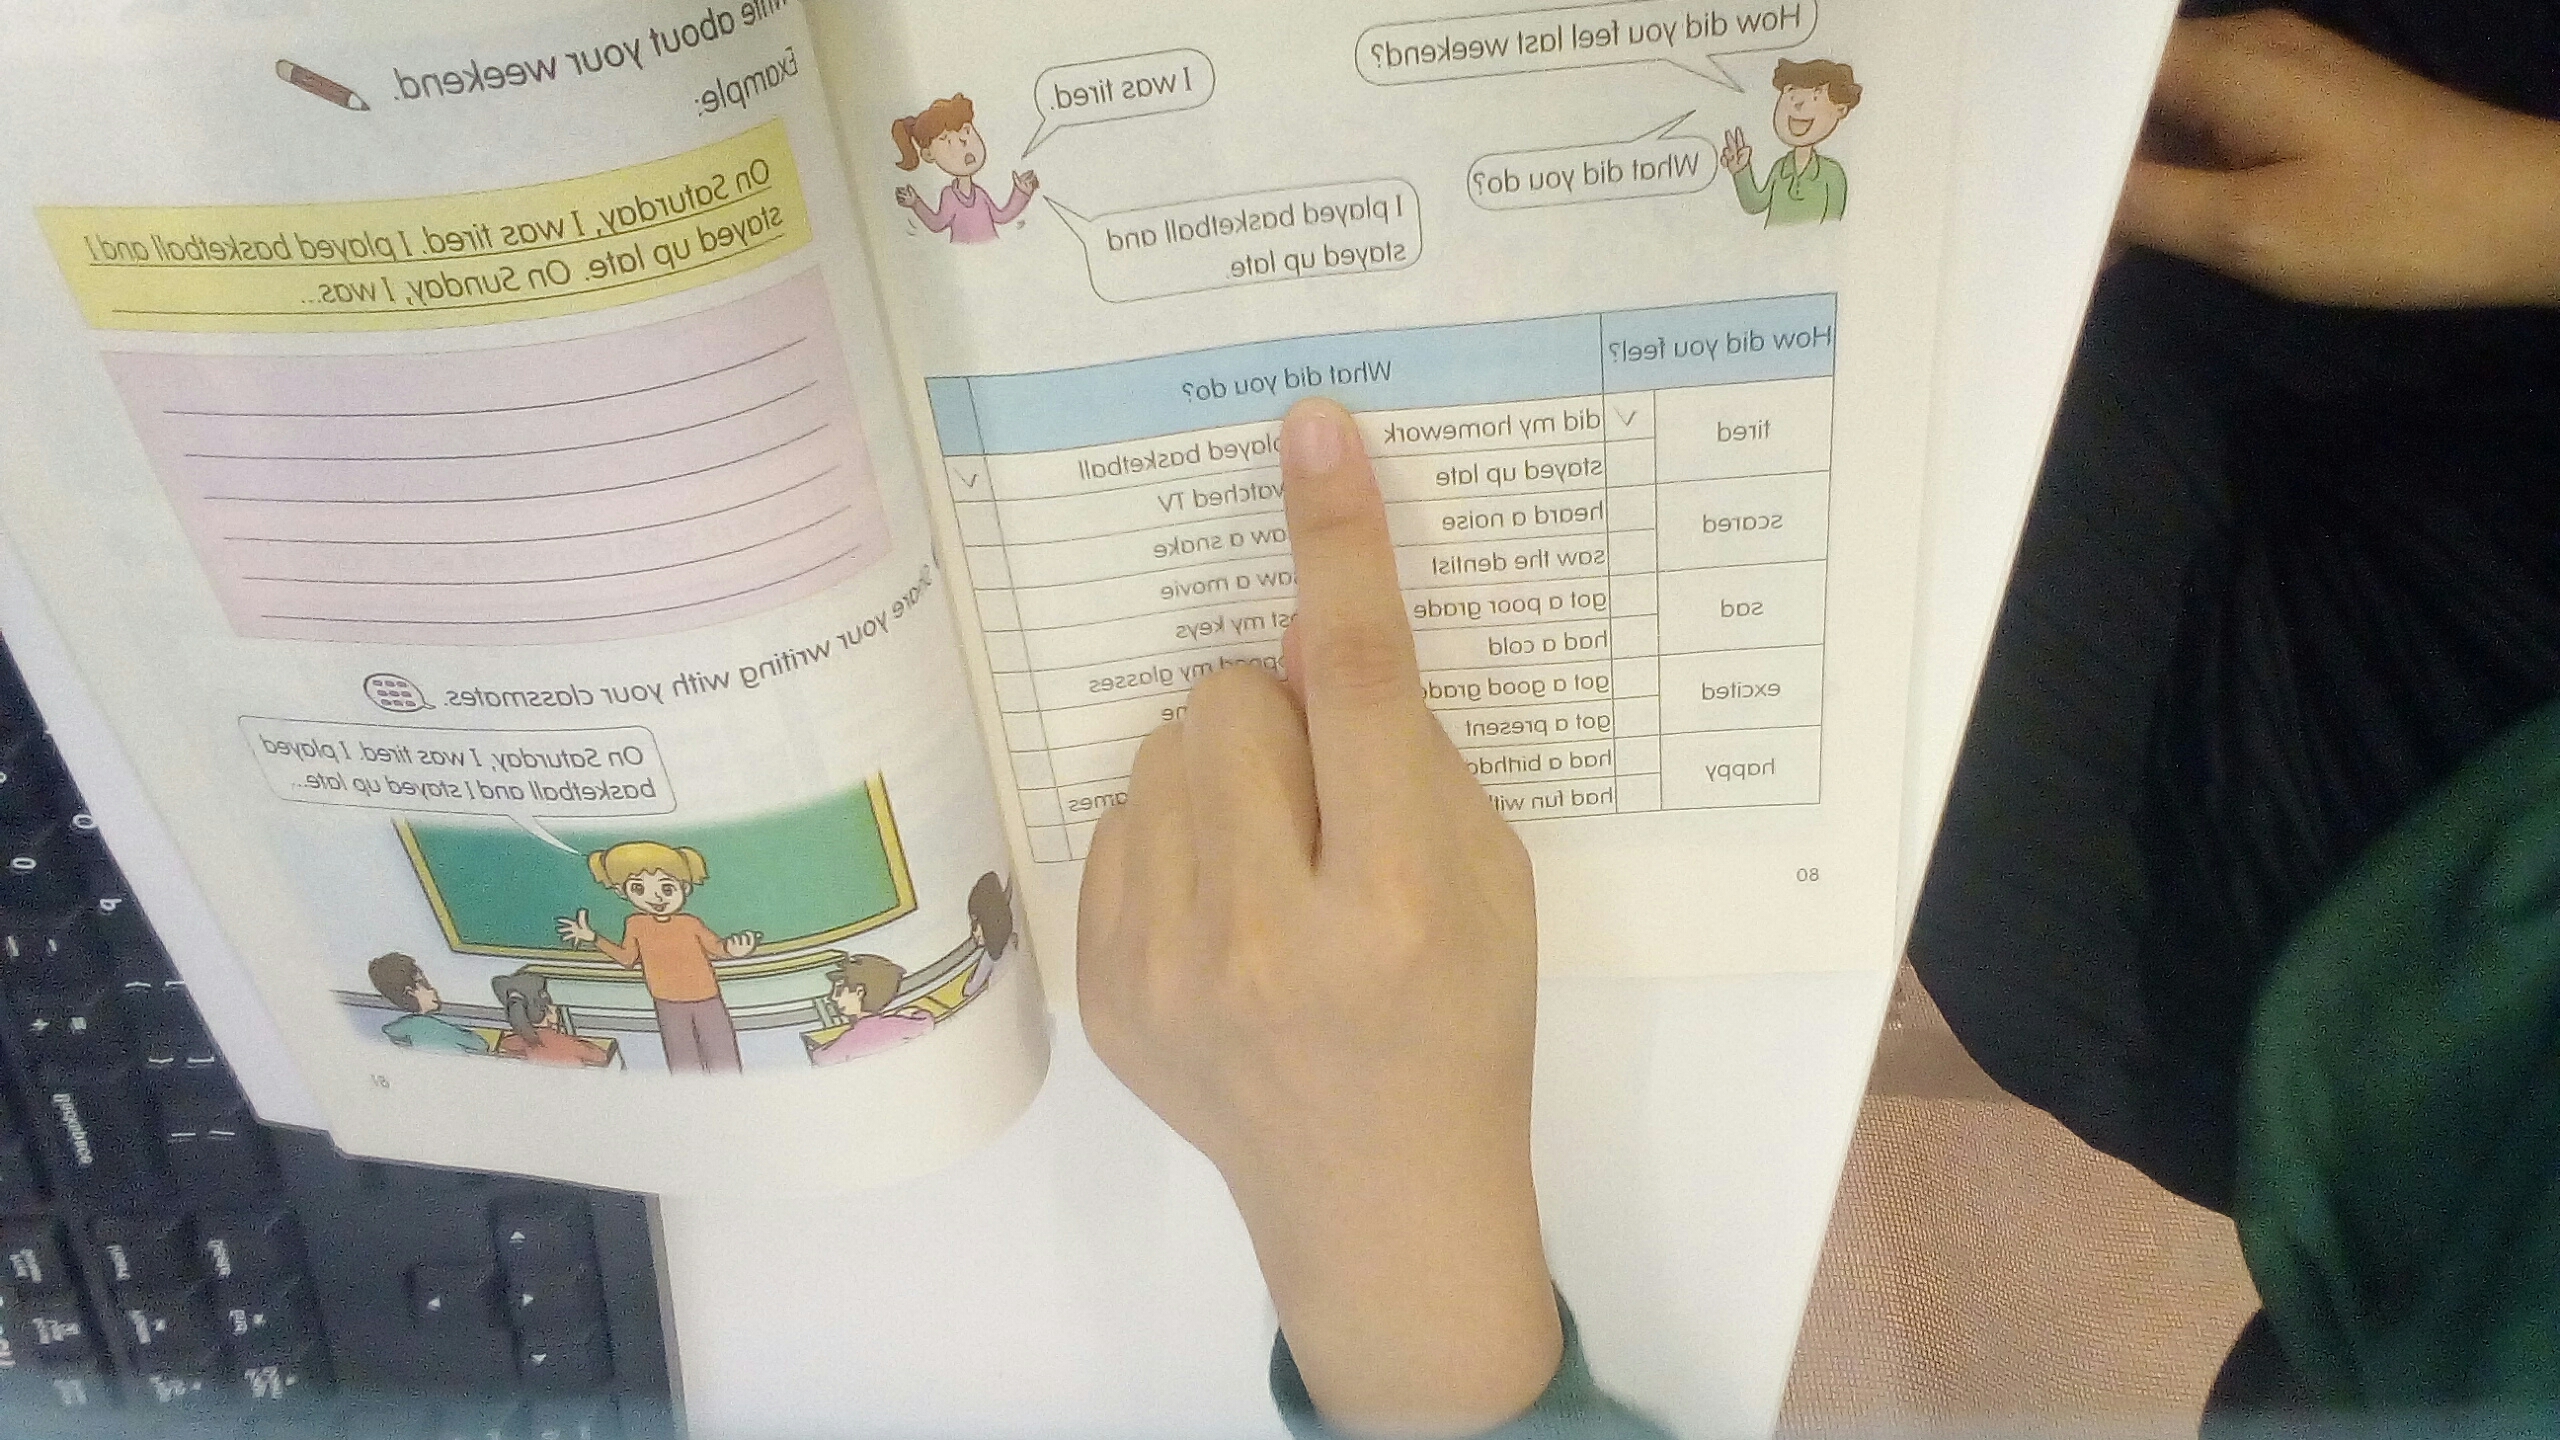 How did you feel last weekend?
I was tired.
What did you do?
I played basketball and
stayed up late.
How did you feel?
What did you do?
tired
did my homework
played basketball
stayed up late
watched TV
scared
heard a noise
saw a snake
saw the dentist
saw a movie
sad
got a poor grade
my keys
had a cold
my glasses
excited
got a good
got a present
happy
had a
had fun
80
about your weekend.
Example:
On Saturday, I was tired. I played basketball and I
stayed up late. On Sunday, I was...
your writing with your classmates.
On Saturday, I was tired. I played
basketball and I stayed up late...
81